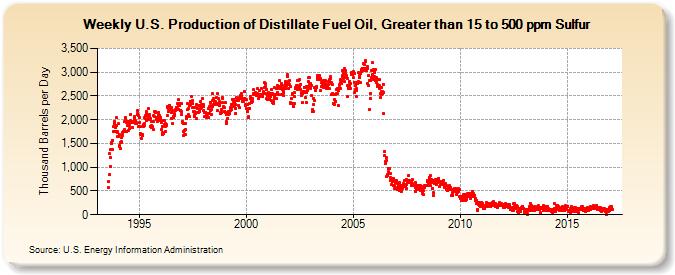 Weekly U.S. Production of Distillate Fuel Oil, Greater than 15 to 500 ppm Sulfur
Thousand Barrels per Day
3,500
3,000
2,500
2,000
1,500
1,000
500
0
1995 2000 2005 2010 2015
Source: U.S. Energy Information Administration